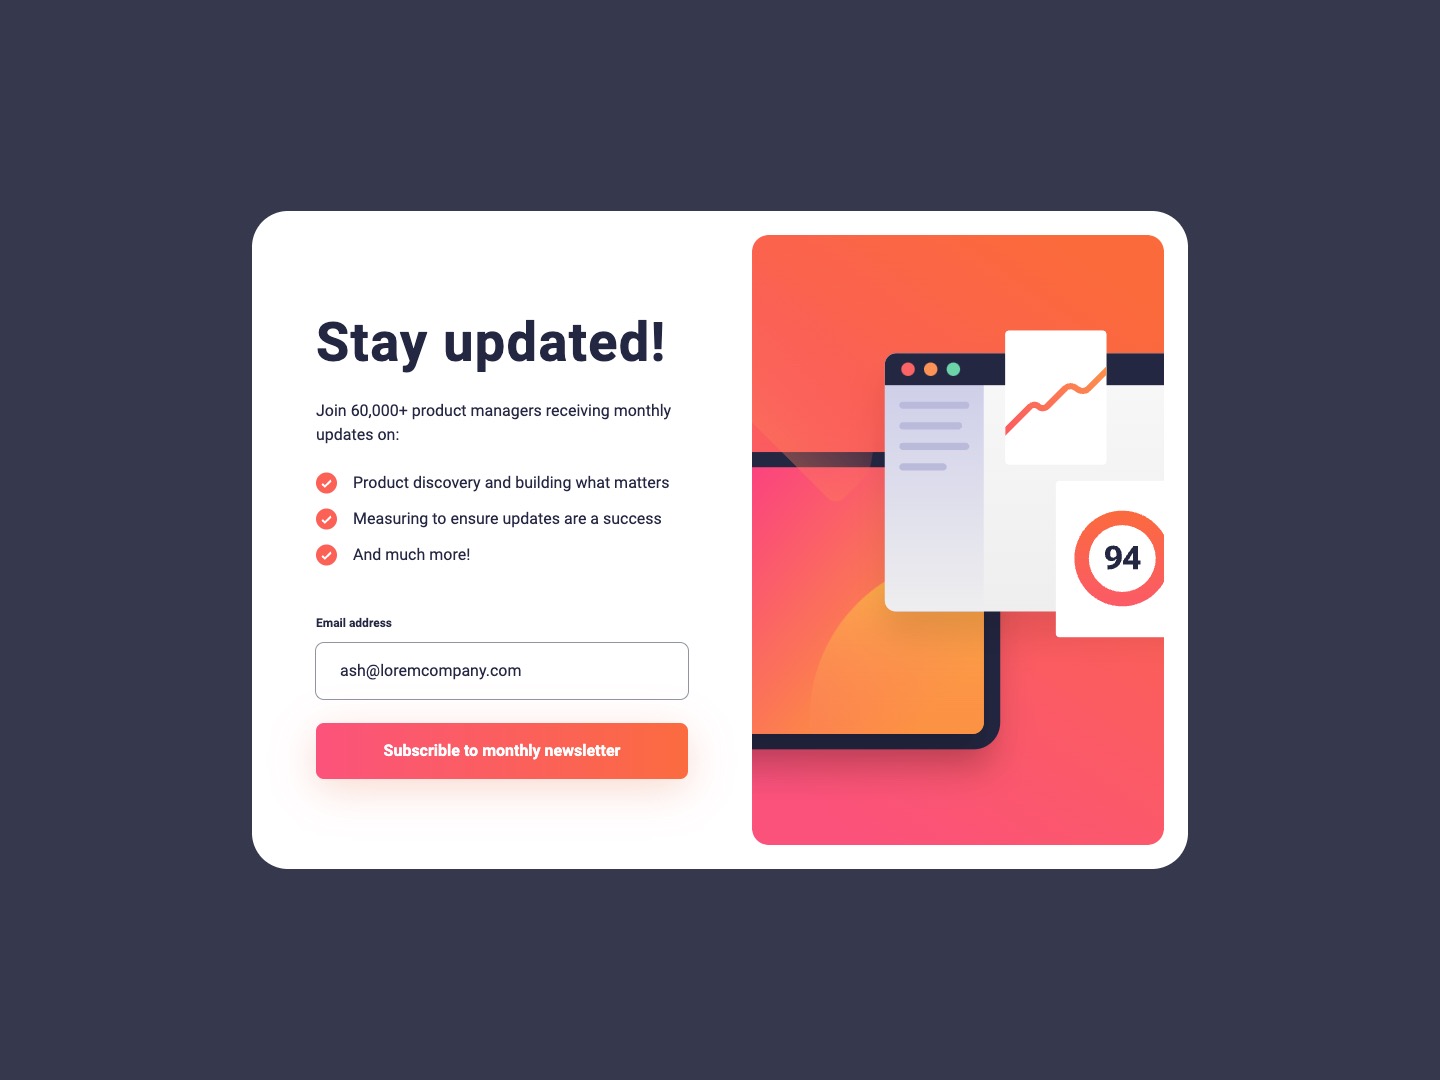 Stay updated!
Join 60,000+ product managers receiving monthly
updates on:
Product discovery and building what matters
Measuring to ensure updates are a success
And much more!
Email address
ash@loremcompany.com
Subscrible to monthly newsletter
94